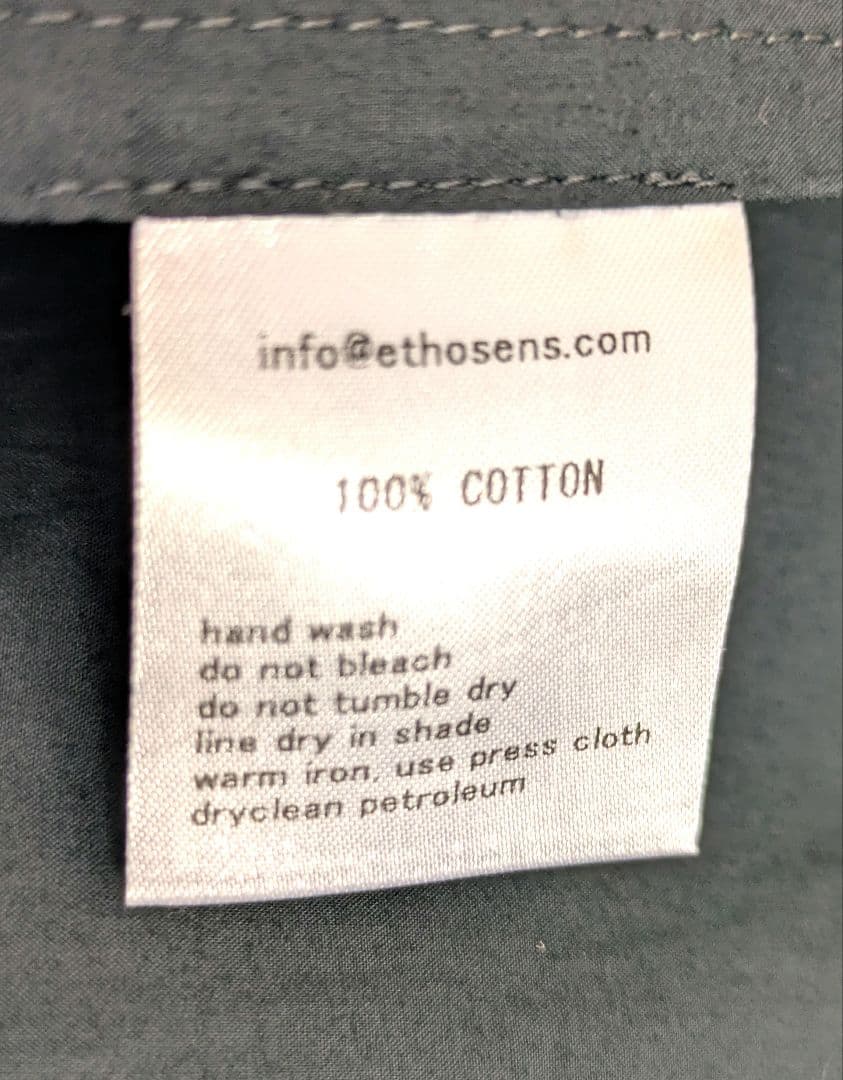 info@ethosens.com
100% COTTON
hand wash
do not bleach
do not tumble dry
line dry in shade
warm iron, use press cloth
dryclean petroleum